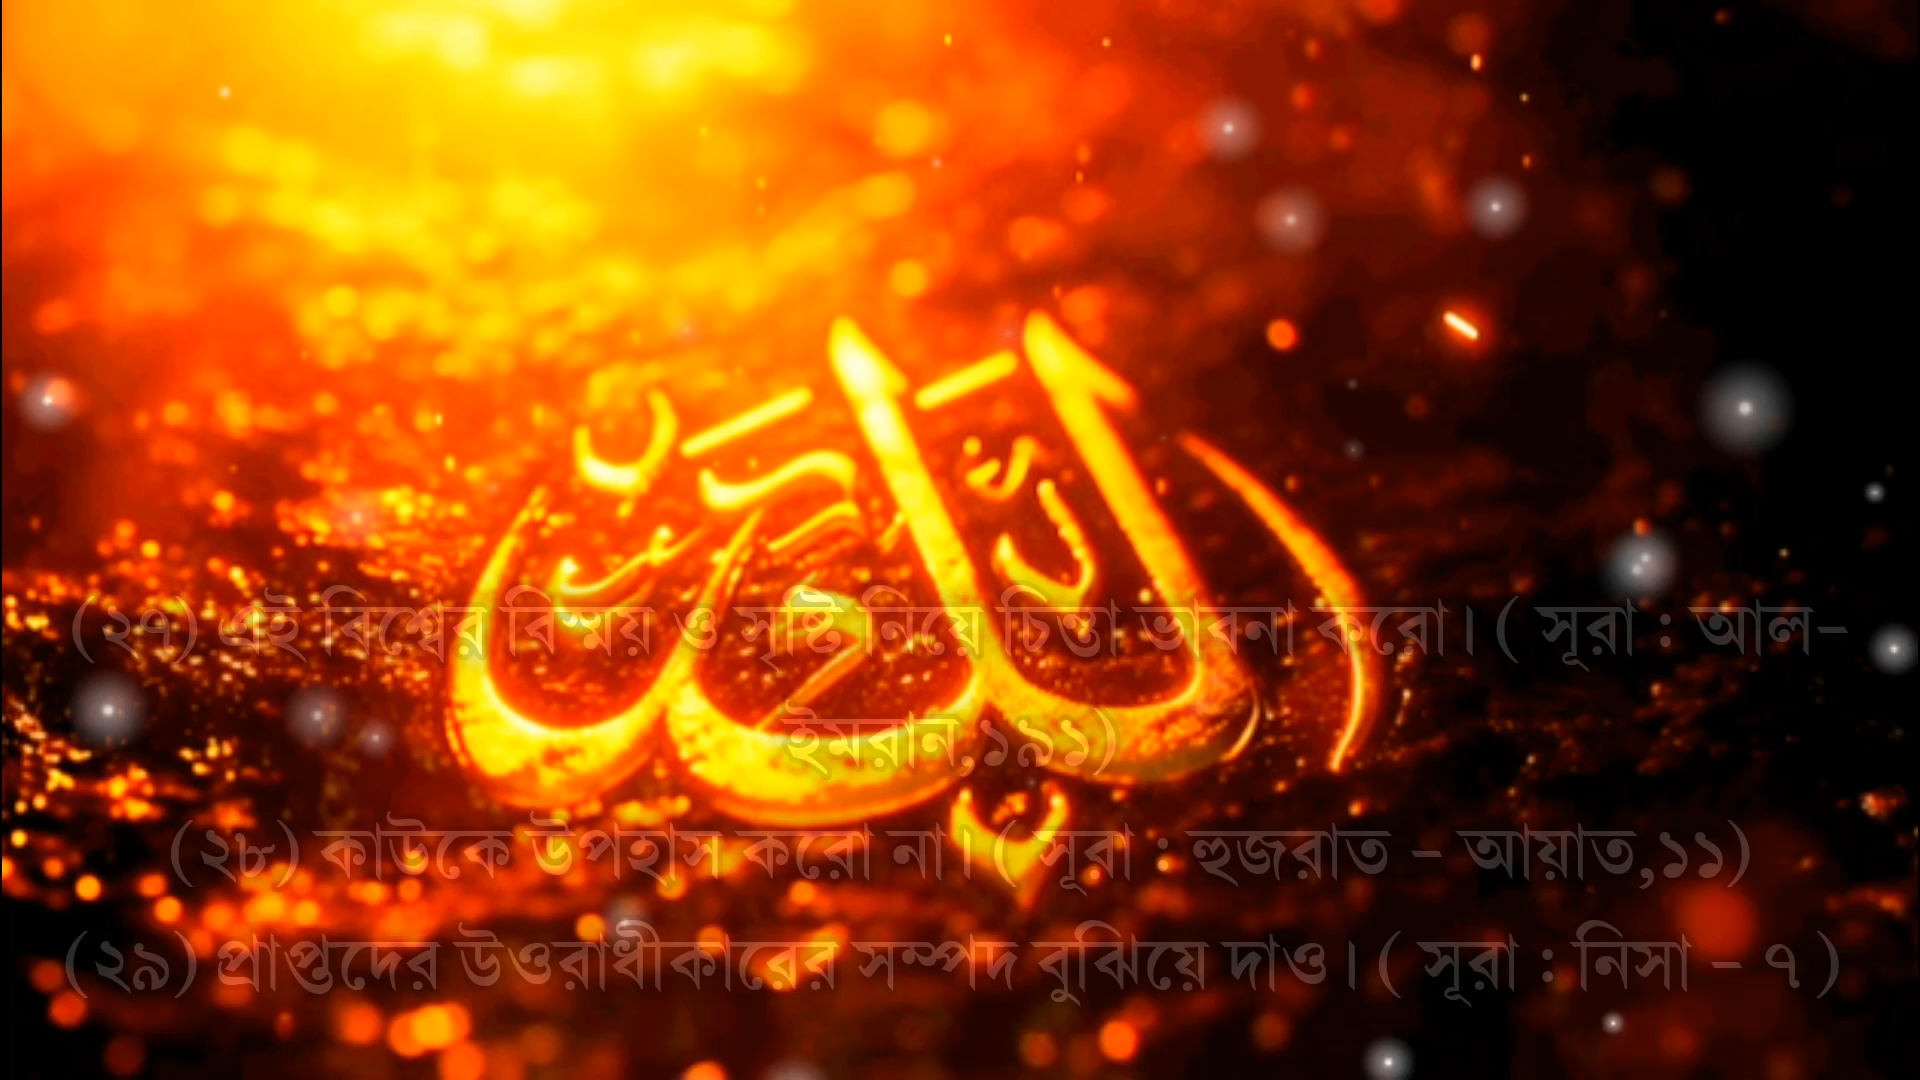 الله
(২৭) এই বিশ্বের বিস্ময় ও সৃষ্টি নিয়ে চিন্তা ভাবনা করো। ( সূরা : আল-
ইমরান,১৯১)
(২৮) কাউকে উপহাস করো না। ( সূরা : হুজরাত - আয়াত,১১)
(২৯) প্রাপ্তদের উত্তরাধীকারের সম্পদ বুঝিয়ে দাও। ( সূরা : নিসা - ৭ )